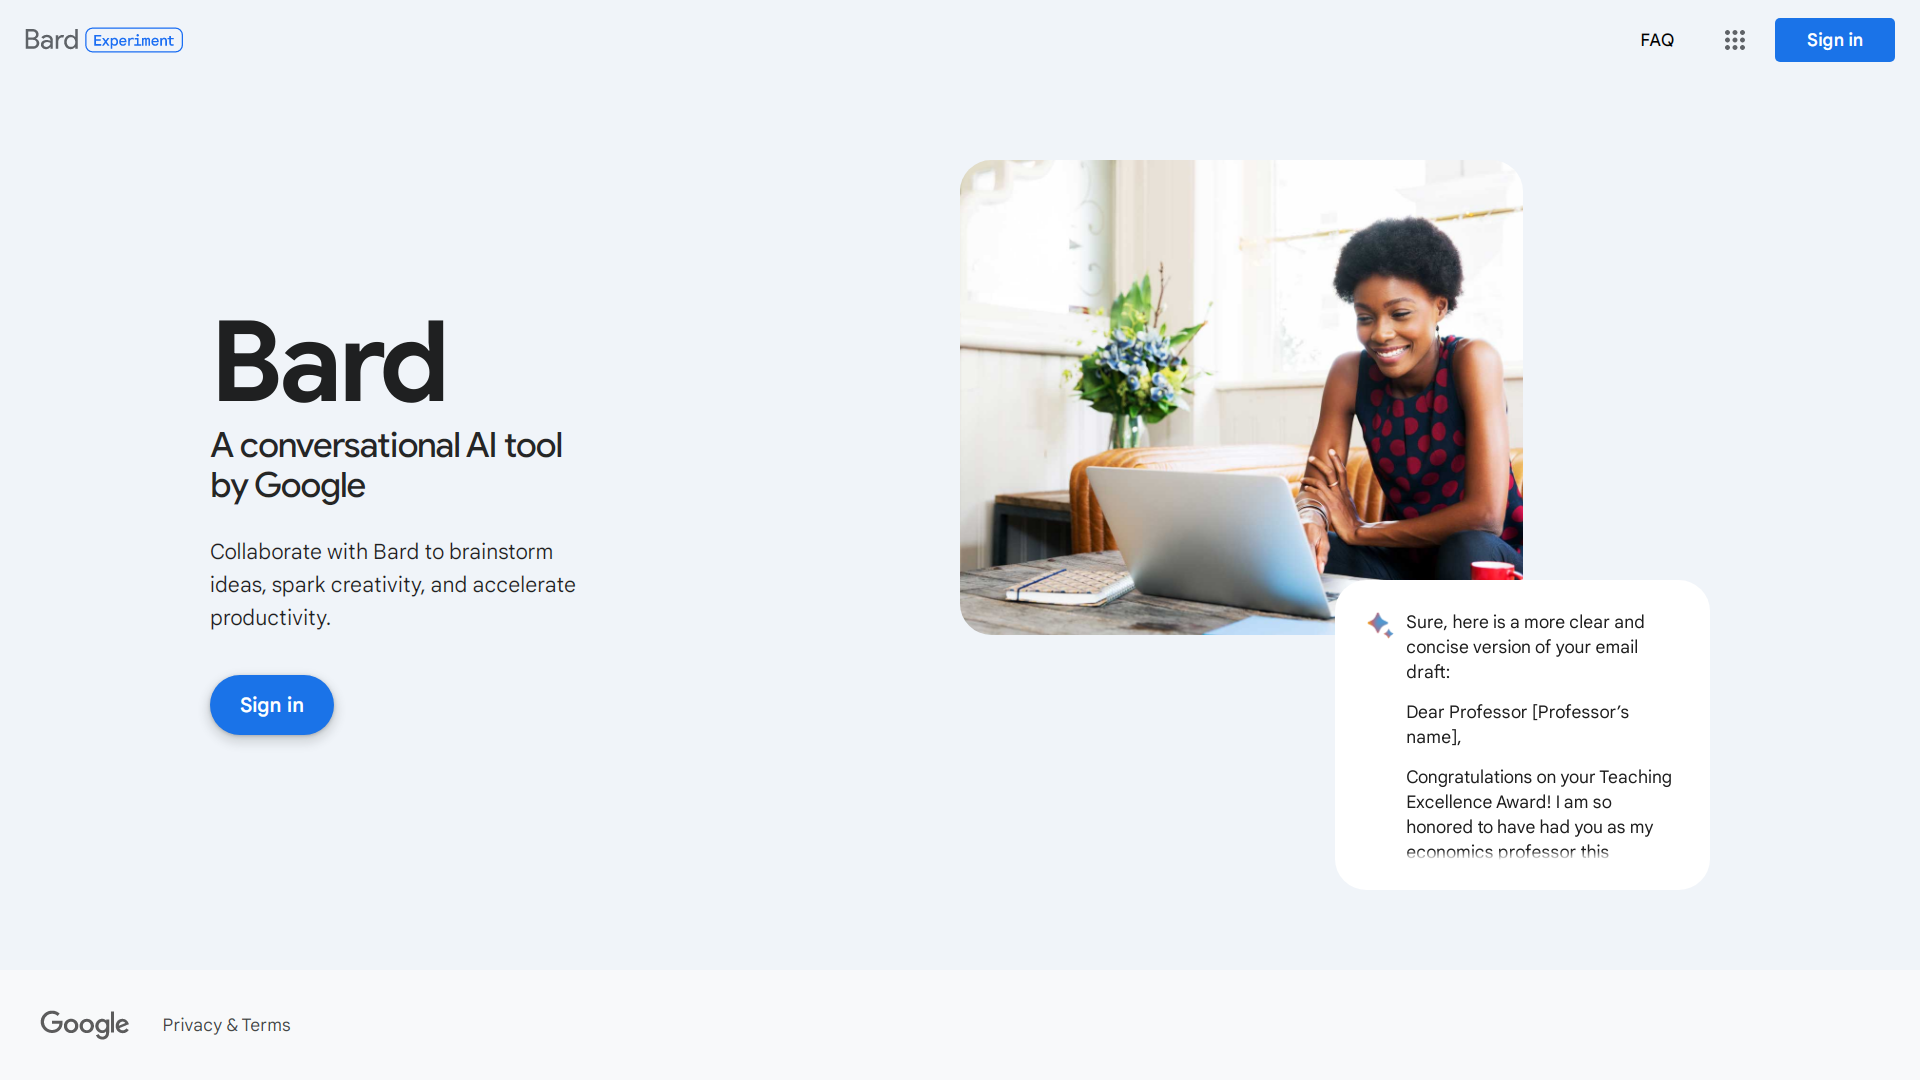 Bard Experiment
FAQ
Sign in
Bard
A conversational AI tool
by Google
Collaborate with Bard to brainstorm
ideas, spark creativity, and accelerate
productivity.
Sign in
Sure, here is a more clear and
concise version of your email
draft:
Dear Professor [Professor’s
name],
Congratulations on your Teaching
Excellence Award! I am so
honored to have had you as my
economics professor this
Google
Privacy & Terms